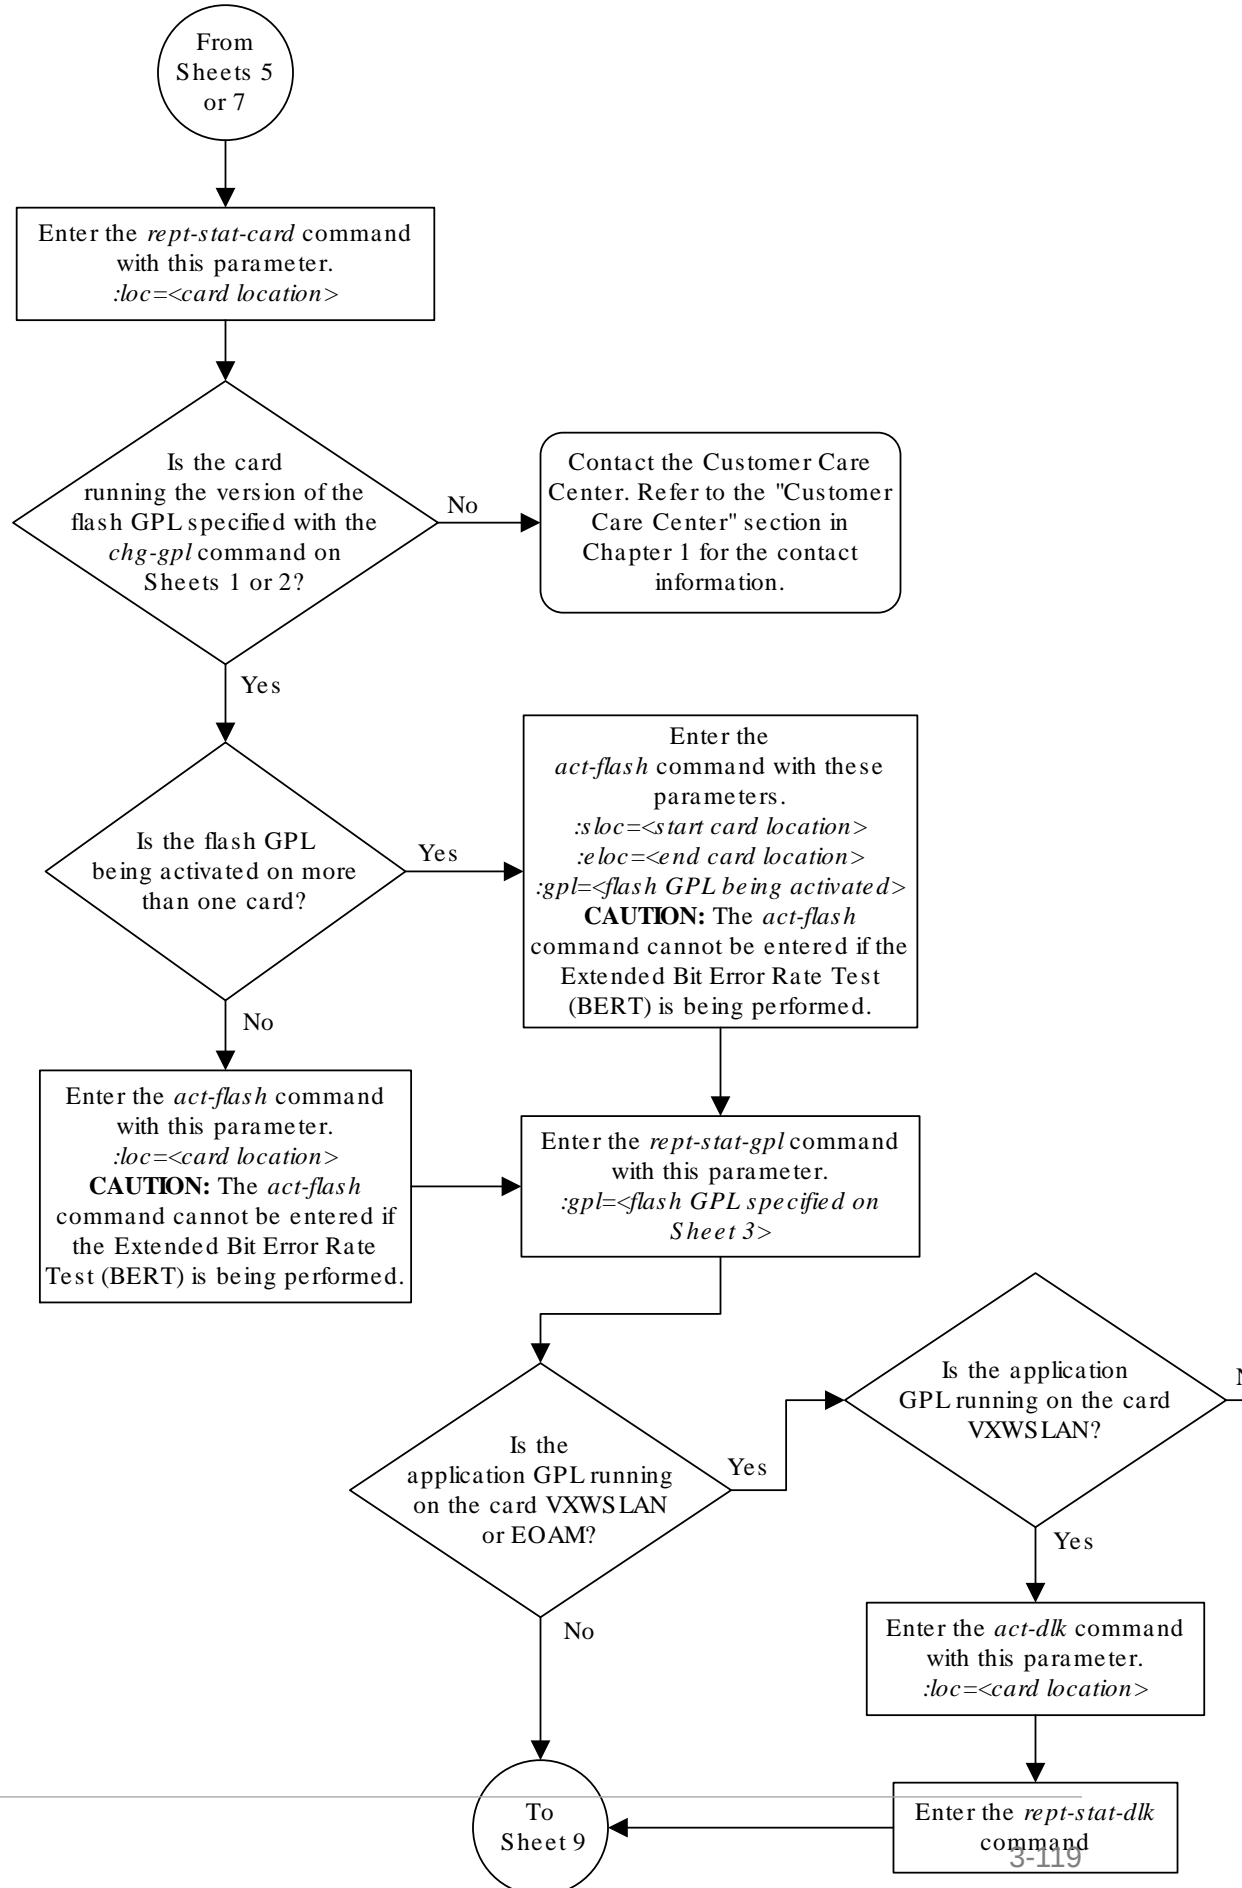 From
Sheets 5
or 7
Enter the rept-stat-card command
with this parameter.
:loc=<card location>
Is the card
running the version of the
flash GPL specified with the
chg-gpl command on
Sheets 1 or 2?
No
Contact the Customer Care
Center. Refer to the "Customer
Care Center" section in
Chapter 1 for the contact
information.
Yes
Is the flash GPL
being activated on more
than one card?
Yes
Enter the
act-flash command with these
parameters.
:sloc=<start card location>
:eloc=<end card location>
:gpl=<flash GPL being activated>
CAUTION: The act-flash
command cannot be entered if the
Extended Bit Error Rate Test
(BERT) is being performed.
No
Enter the act-flash command
with this parameter.
:loc=<card location>
CAUTION: The act-flash
command cannot be entered if
the Extended Bit Error Rate
Test (BERT) is being performed.
Enter the rept-stat-gpl command
with this parameter.
:gpl=<flash GPL specified on
Sheet 3>
Is the
application GPL running
on the card VXWSLAN
or EOAM?
Yes
Is the application
GPL running on the card
VXWSLAN?
Yes
Enter the act-dlk command
with this parameter.
:loc=<card location>
No
To
Sheet 9
Enter the rept-stat-dlk
command
3-119